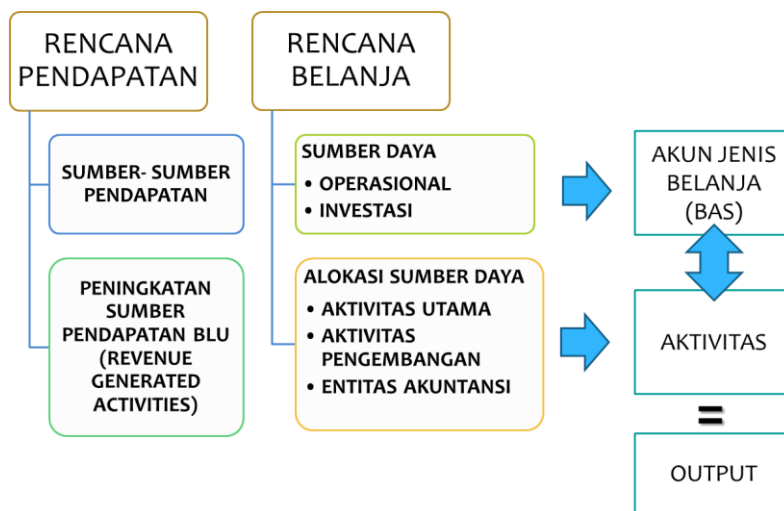 RENCANA
PENDAPATAN
SUMBER- SUMBER
PENDAPATAN
PENINGKATAN
SUMBER
PENDAPATAN BLU
(REVENUE
GENERATED
ACTIVITIES)
RENCANA
BELANJA
SUMBER DAYA
• OPERASIONAL
• INVESTASI
ALOKASI SUMBER DAYA
• AKTIVITAS UTAMA
• AKTIVITAS
PENGEMBANGAN
• ENTITAS AKUNTANSI
AKUN JENIS
BELANJA
(BAS)
AKTIVITAS
=
OUTPUT